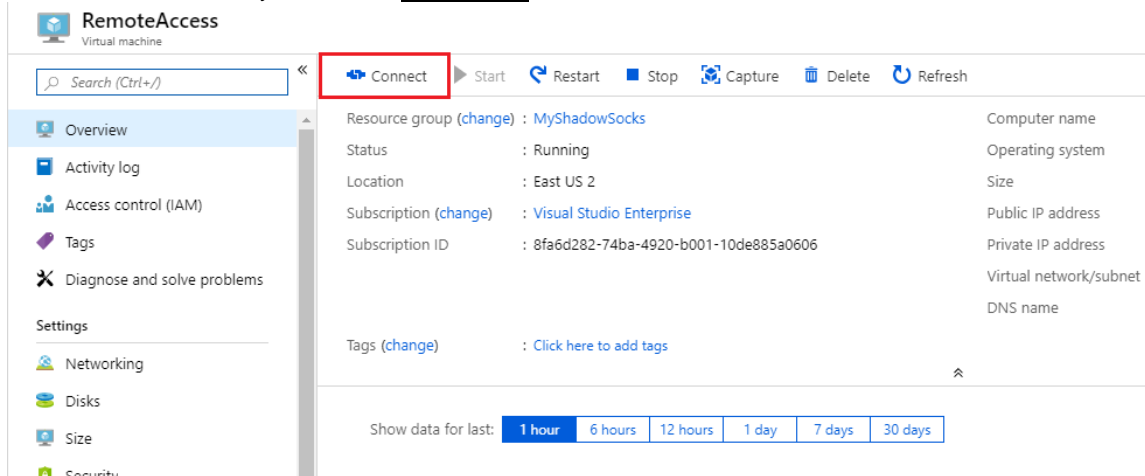 RemoteAccess
Virtual machine
Search (Ctrl+/)
«
Connect Start Restart Stop Capture Delete Refresh
Overview
Activity log
Access control (IAM)
Tags
Diagnose and solve problems
Settings
Networking
Disks
Size
Security
Resource group (change) : MyShadowSocks
Status : Running
Location : East US 2
Subscription (change) : Visual Studio Enterprise
Subscription ID : 8fa6d282-74ba-4920-b001-10de885a0606
Computer name
Operating system
Size
Public IP address
Private IP address
Virtual network/subnet
DNS name
Tags (change) : Click here to add tags
Show data for last: 1 hour 6 hours 12 hours 1 day 7 days 30 days